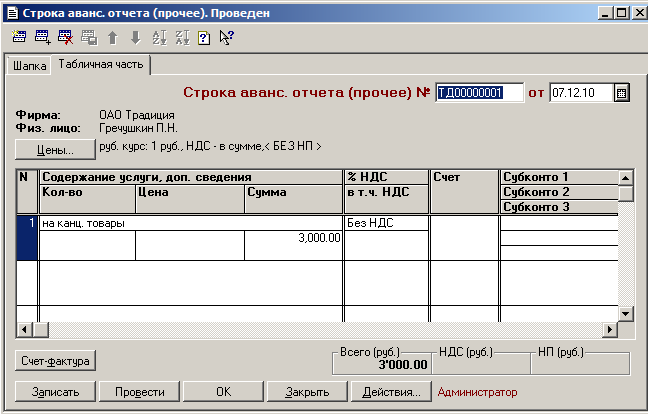 Строка аванс. отчета (прочее). Проведен
Шапка Табличная часть
Строка аванс. отчета (прочее) № ТД00000001 от 07.12.10
Фирма: ОАО Традиция
Физ. лицо: Гречушкин П.Н.
Цены... руб. курс: 1 руб., НДС - в сумме,< БЕЗ НП >
N Содержание услуги, доп. сведения % НДС Счет Субконто 1
Кол-во Цена Сумма в т.ч. НДС Субконто 2
Субконто 3
1 на канц. товары Без НДС
3,000.00
Счет-фактура Всего (руб.) НДС (руб.) НП (руб.)
3'000.00
Записать Провести OK Закрыть Действия... Администратор